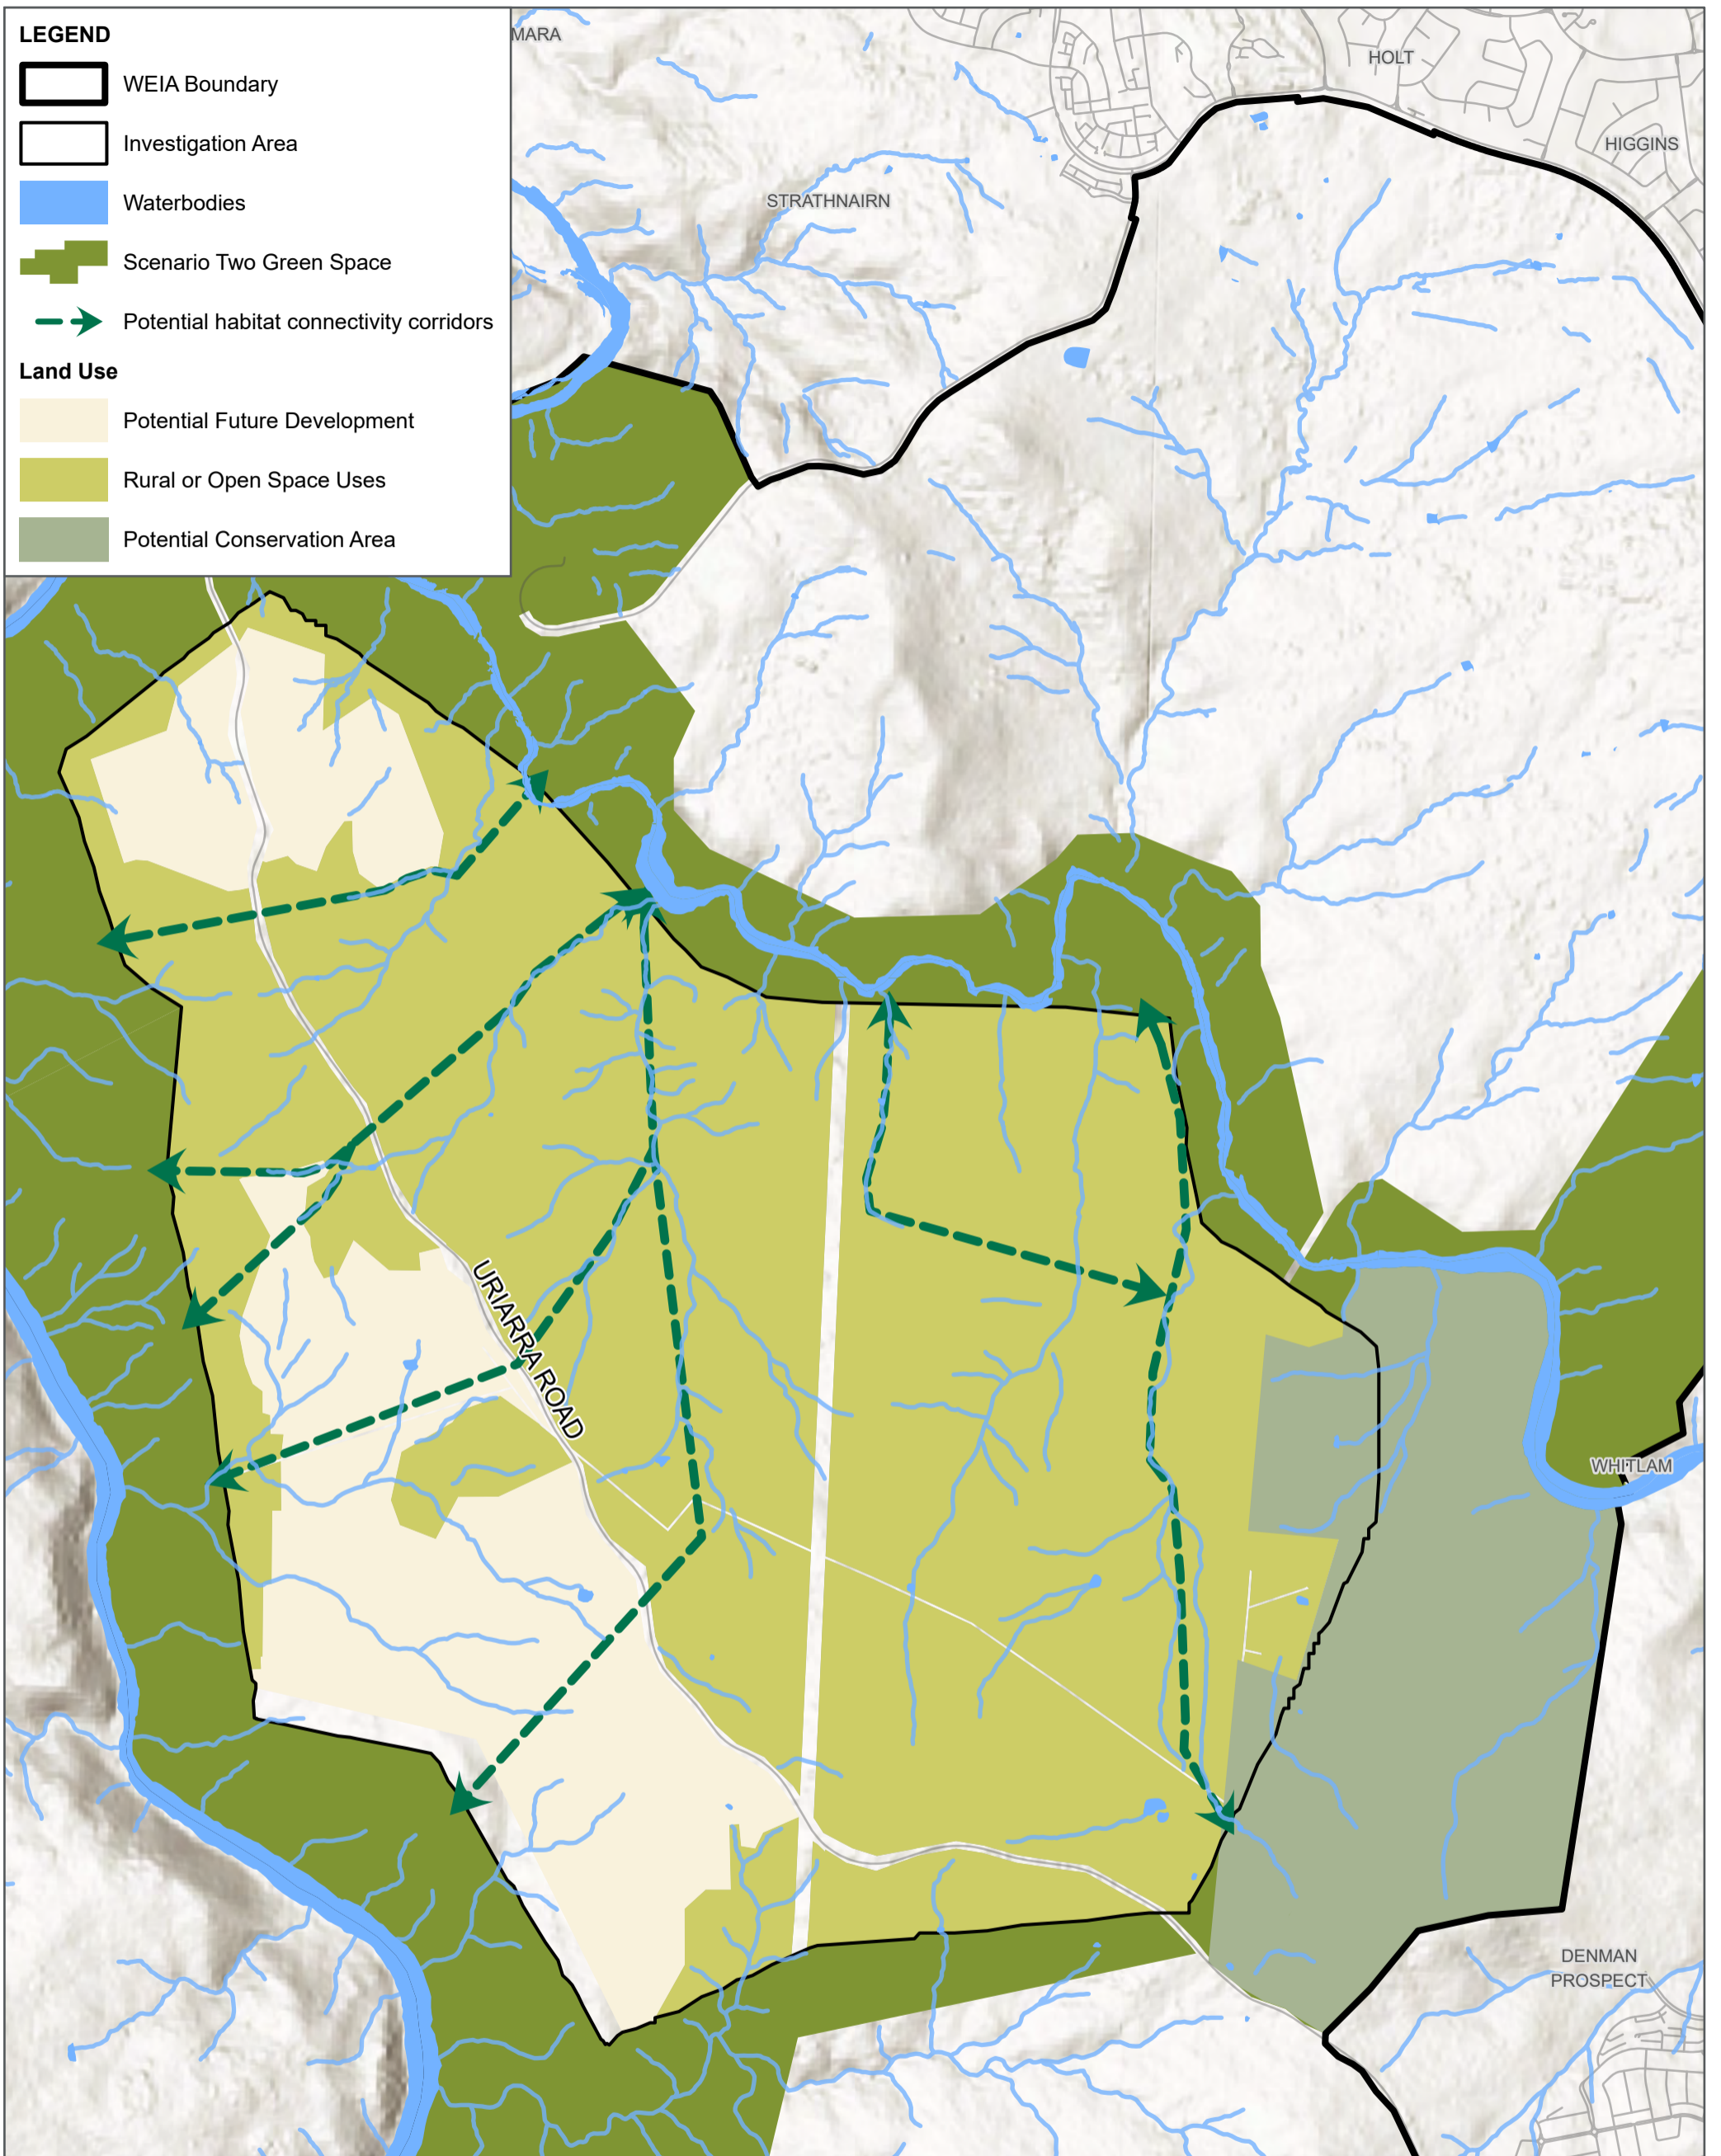 LEGEND
WEIA Boundary
Investigation Area
Waterbodies
Scenario Two Green Space
Potential habitat connectivity corridors
Land Use
Potential Future Development
Rural or Open Space Uses
Potential Conservation Area
MARA
HOLT
HIGGINS
STRATHNAIRN
URIARRA ROAD
WHITLAM
DENMAN
PROSPECT